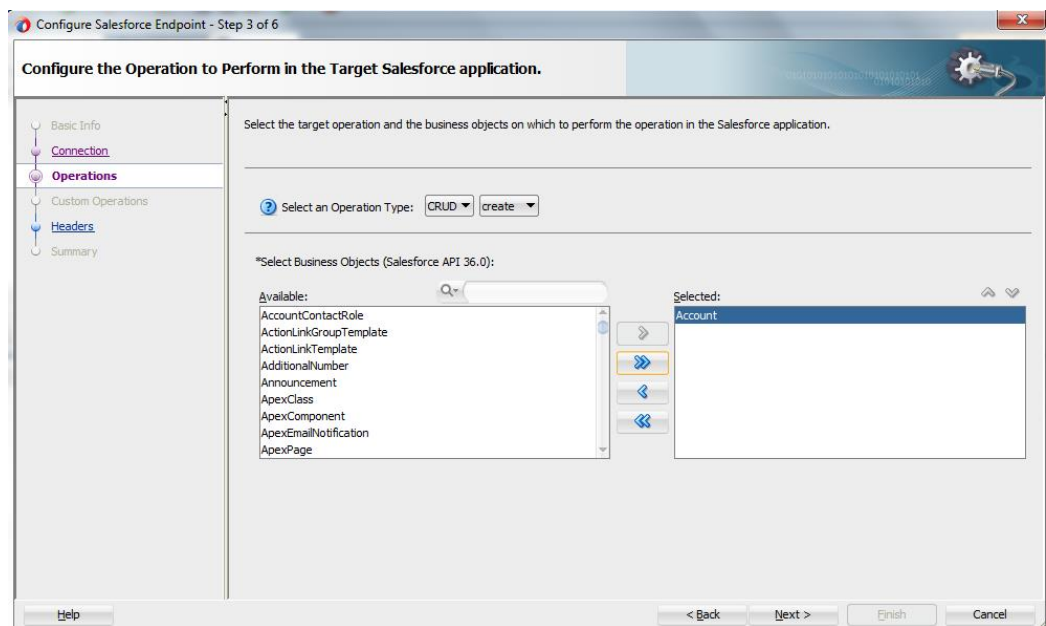 Configure Salesforce Endpoint - Step 3 of 6
Configure the Operation to Perform in the Target Salesforce application.
Basic Info
Connection
Operations
Custom Operations
Headers
Summary
Select the target operation and the business objects on which to perform the operation in the Salesforce application.
Select an Operation Type: CRUD create
*Select Business Objects (Salesforce API 36.0):
Available:
AccountContactRole
ActionLinkGroupTemplate
ActionLinkTemplate
AdditionalNumber
Announcement
ApexClass
ApexComponent
ApexEmailNotification
ApexPage
Selected:
Account
Help
< Back Next > Finish Cancel